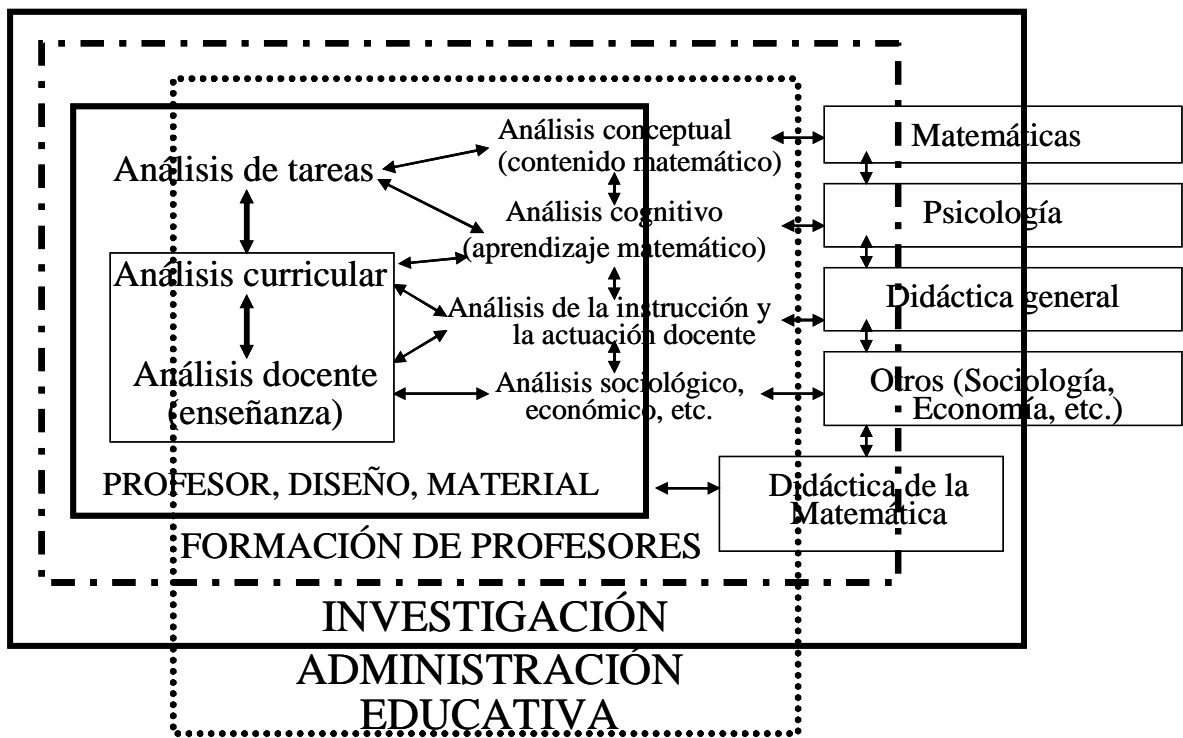 Análisis de tareas
Análisis curricular
Análisis docente
(enseñanza)
PROFESOR, DISEÑO, MATERIAL
Análisis conceptual
(contenido matemático)
Análisis cognitivo
(aprendizaje matemático)
Análisis de la instrucción y
la actuación docente
Análisis sociológico,
económico, etc.
Matemáticas
Psicología
Didáctica general
Otros (Sociología,
Economía, etc.)
Didáctica de la
Matemática
FORMACIÓN DE PROFESORES
INVESTIGACIÓN
ADMINISTRACIÓN
EDUCATIVA